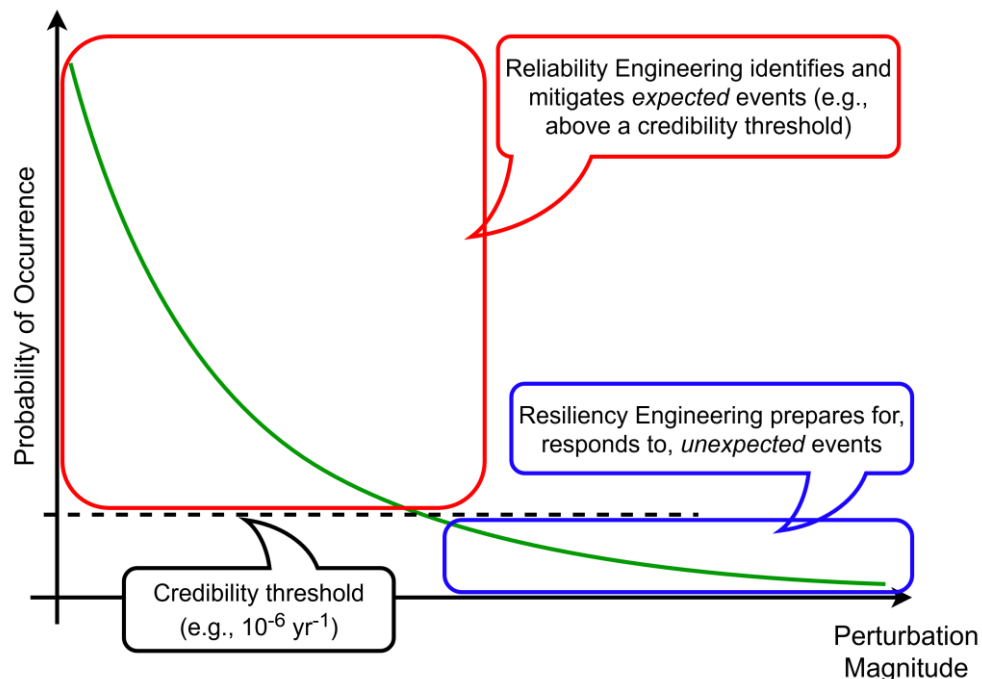 Reliability Engineering identifies and
mitigates expected events (e.g.,
above a credibility threshold)
Probability of Occurrence
Resiliency Engineering prepares for,
responds to, unexpected events
Credibility threshold
(e.g., 10⁻⁶ yr⁻¹)
Perturbation
Magnitude